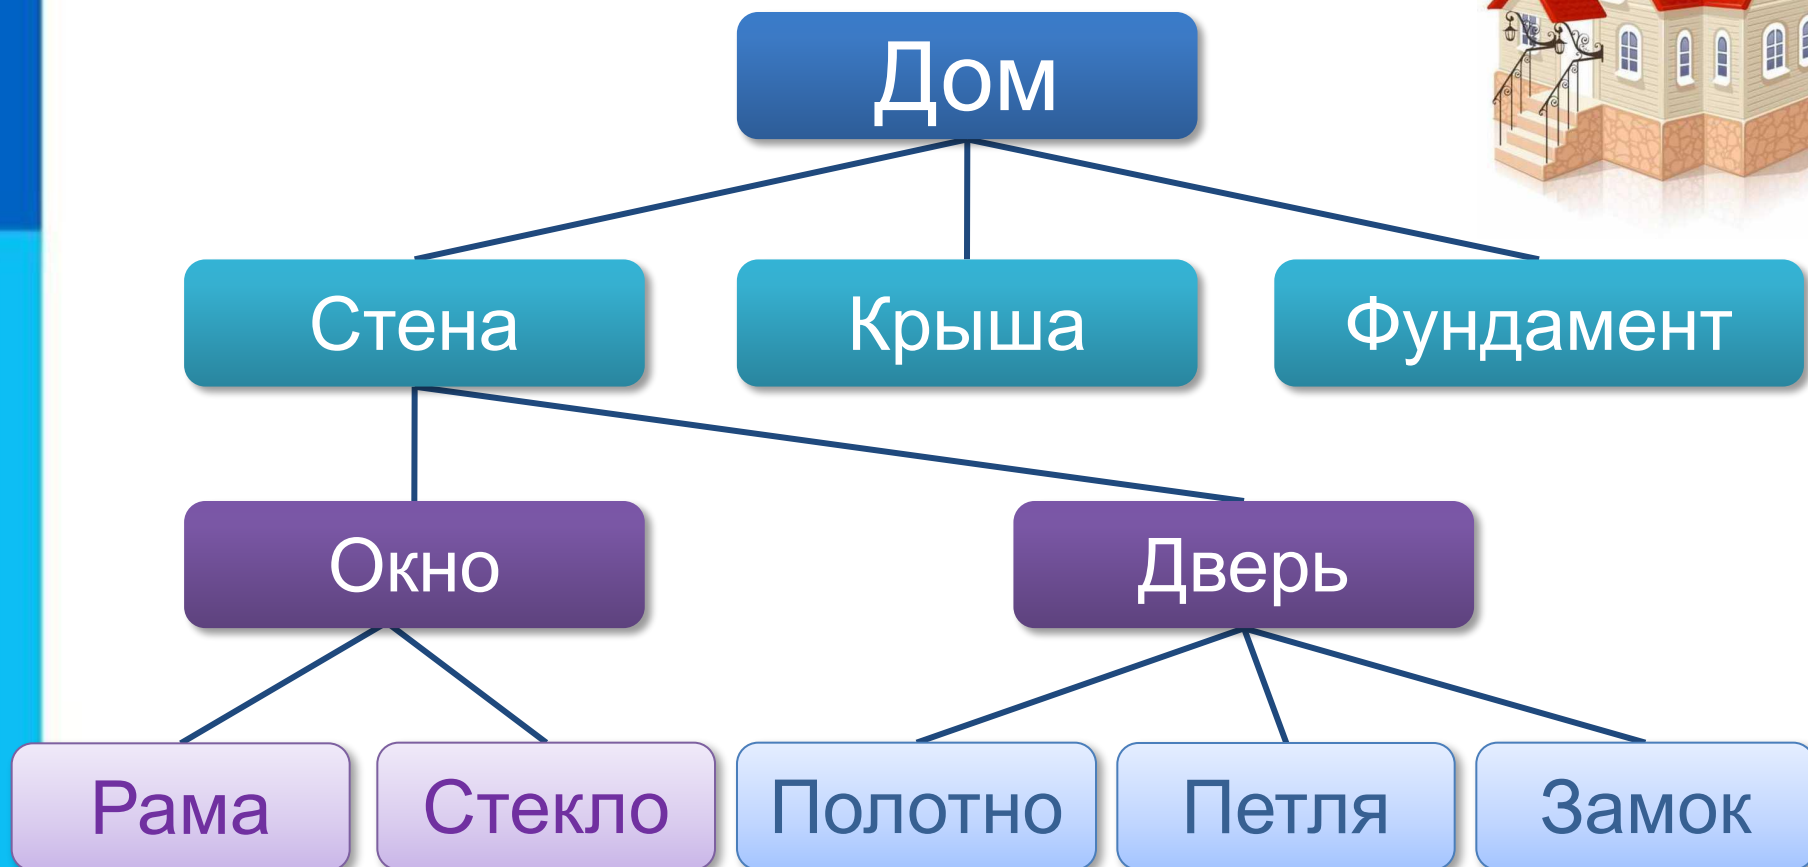 Дом
Стена
Крыша
Фундамент
Окно
Дверь
Рама
Стекло
Полотно
Петля
Замок